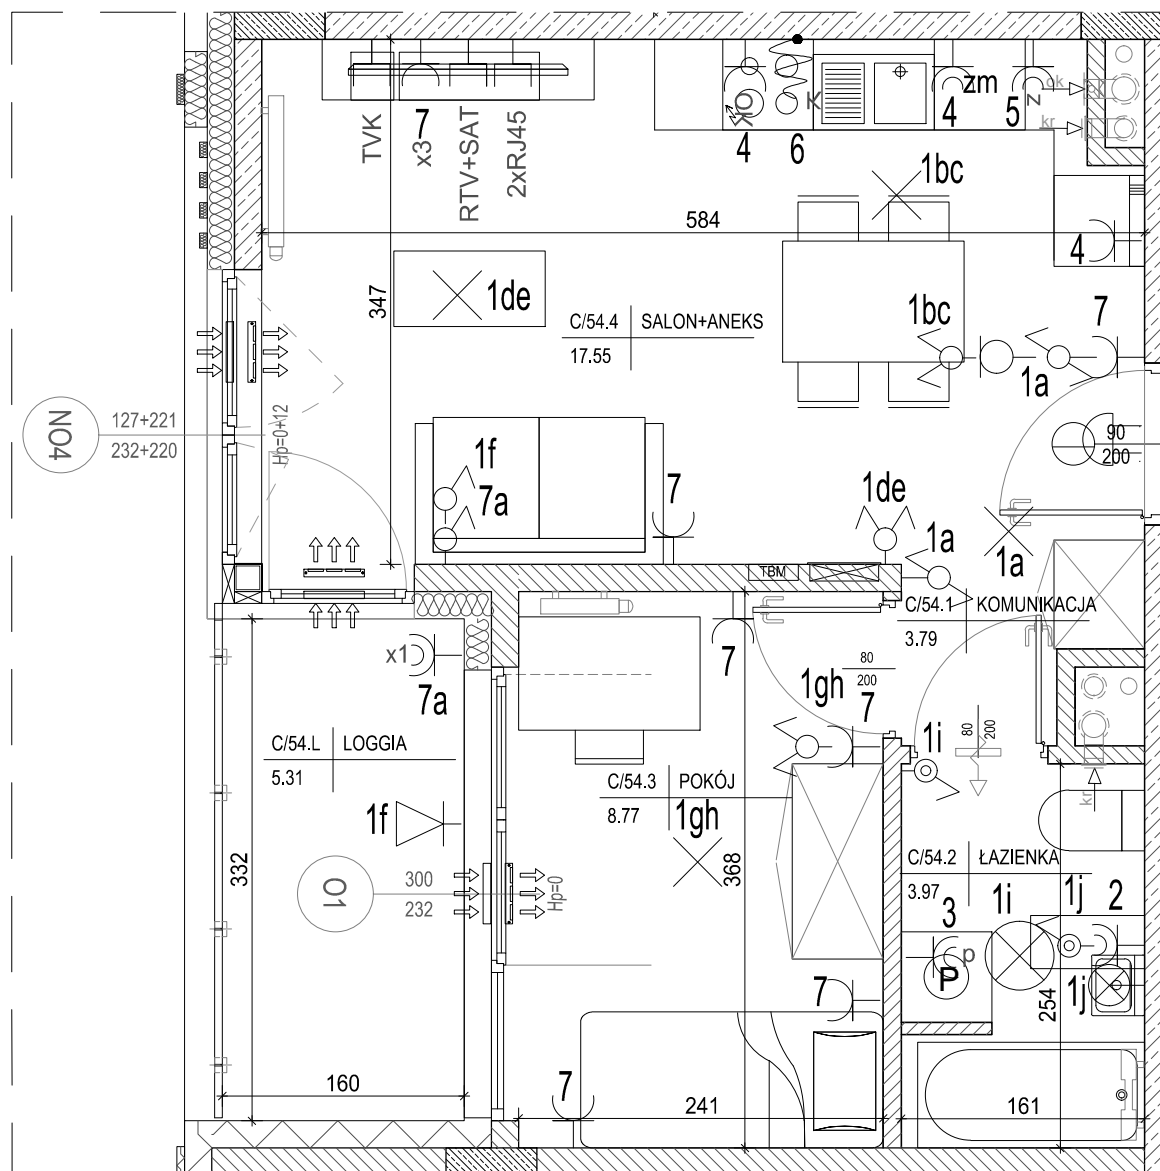 TVK
7
x3
RTV+SAT
2xRJ45
OK
4
6
K
4
zm
5
z
ok
kr
1bc
584
4
347
1de
C/54.4 SALON+ANEKS
17.55
1bc
1a
7
NO4
127+221
232+220
Hp=0+12
90
200
1f
7a
7
1de
1a
1a
TBM
C/54.1 KOMUNIKACJA
3.79
x1
7a
7
1gh
80
200
7
1i
80
200
kr
C/54.L LOGGIA
5.31
C/54.3 POKÓJ
8.77
1gh
1f
332
O1
300
232
Hp=0
368
C/54.2 ŁAZIENKA
3.97
3
1i
1j
2
p
P
254
1j
7
7
160
241
161